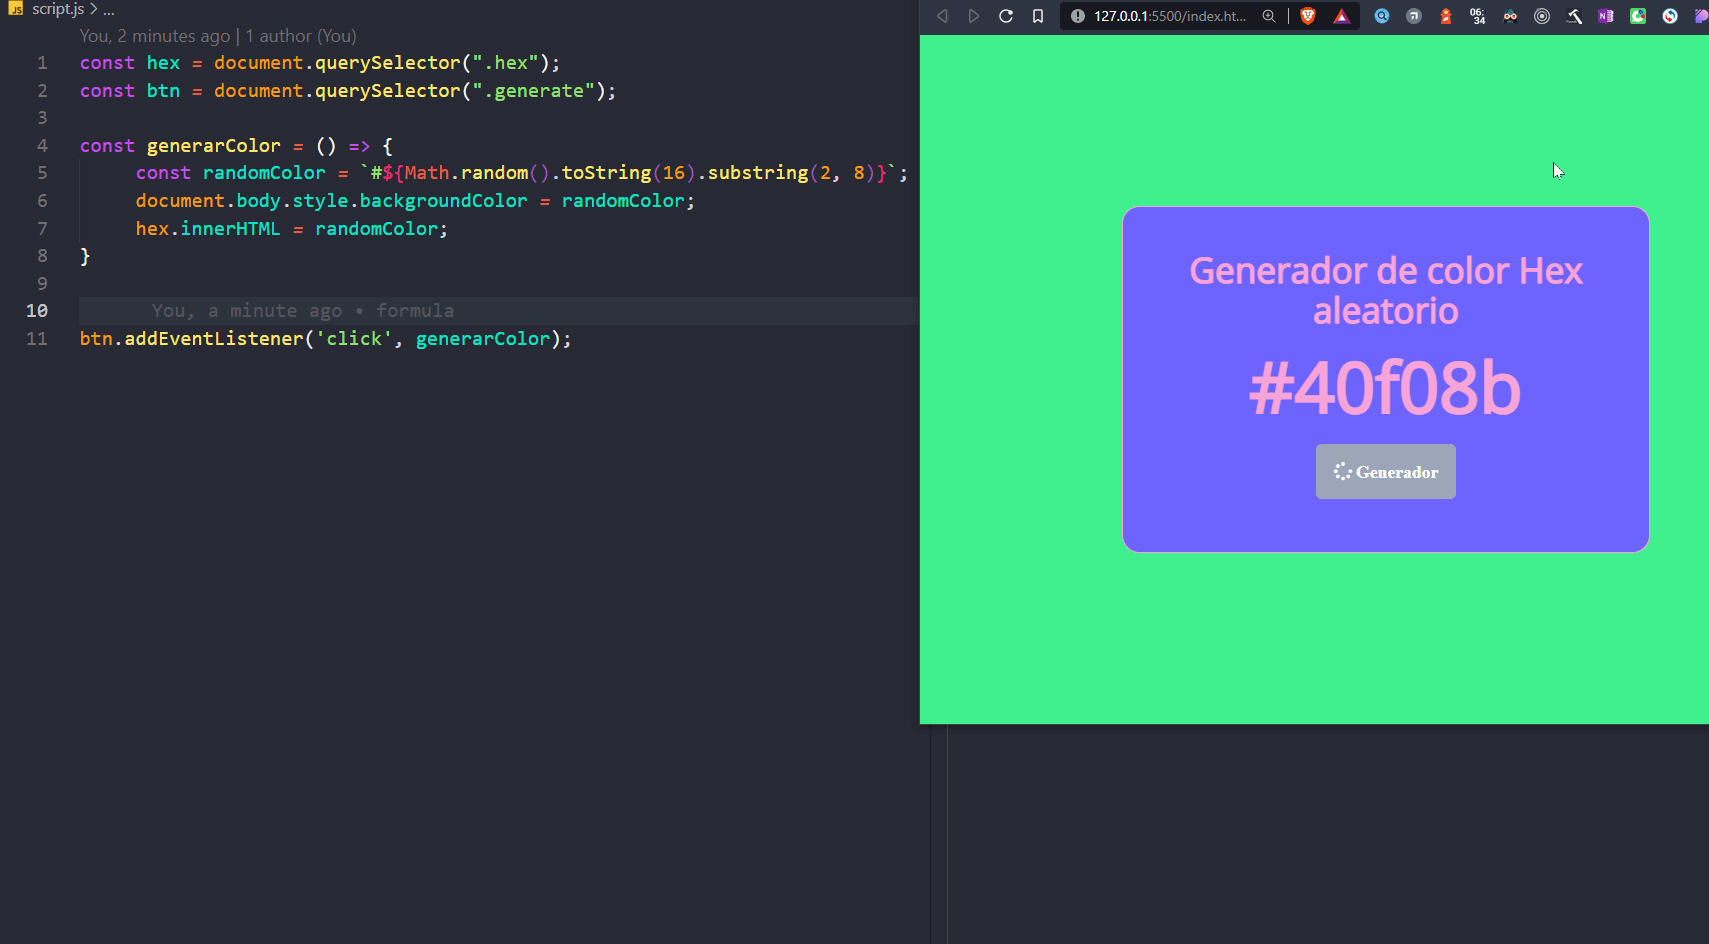 JS script.js > ...
You, 2 minutes ago | 1 author (You)
1 const hex = document.querySelector(".hex");
2 const btn = document.querySelector(".generate");
3
4 const generarColor = () => {
5 const randomColor = `#${Math.random().toString(16).substring(2, 8)}`;
6 document.body.style.backgroundColor = randomColor;
7 hex.innerHTML = randomColor;
8 }
9
10 You, a minute ago • formula
11 btn.addEventListener('click', generarColor);
127.0.0.1:5500/index.ht...
06:
34
N
Generador de color Hex
aleatorio
#40f08b
Generador